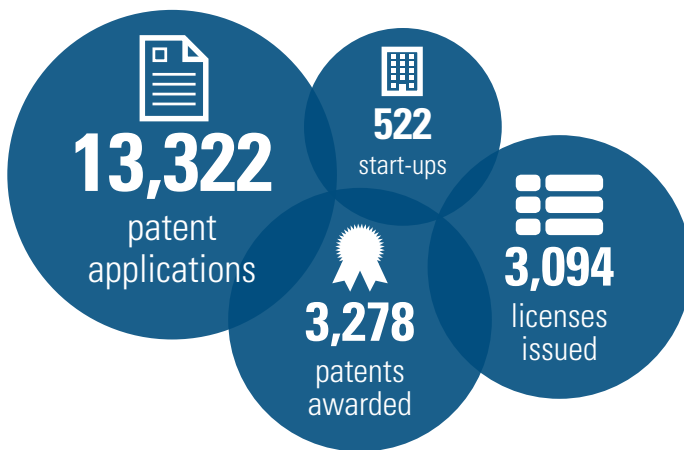 13,322
patent
applications
522
start-ups
3,278
patents
awarded
3,094
licenses
issued